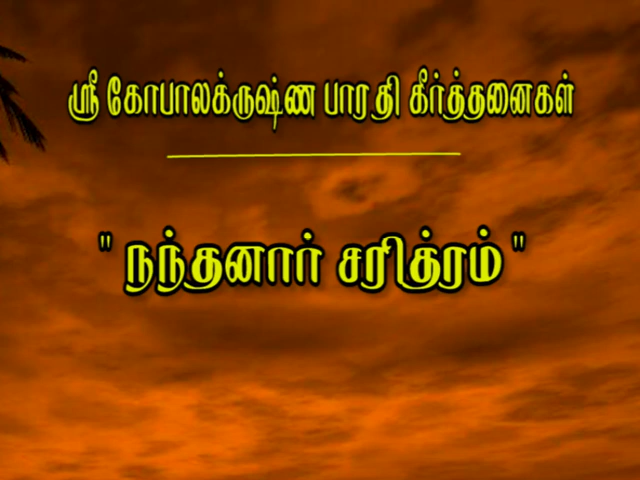 ஸ்ரீ கோபாலக்ருஷ்ண பாரதி கீர்த்தனைகள்
" நந்தனார் சரித்ரம் "